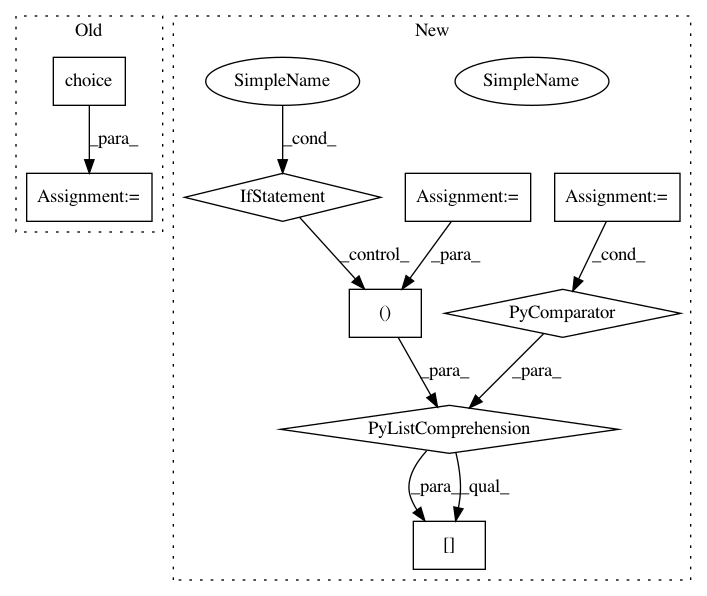 Old
New
choice
SimpleName
SimpleName
_para_
_cond_
Assignment:=
IfStatement
Assignment:=
Assignment:=
_control_
_para_
_cond_
()
PyComparator
_para_
_para_
PyListComprehension
_para_
_qual_
[]